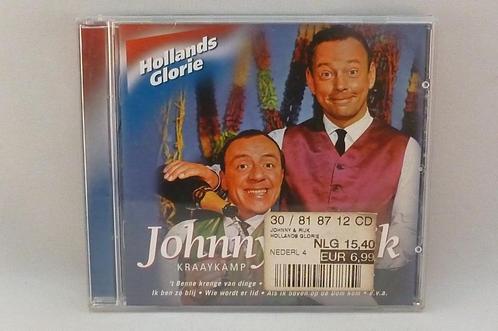 Hollands
Glorie
30 / 81 87 12 CD
JOHNNY & RIJK
HOLLANDS GLORIE
NLG 15,40
NEDERL 4
EUR 6,99
Johnny k
KRAAYKAMP
't Benne krenge van dinge •
Ik ben zo blij • Wie wordt er lid • Als ik boven op de Dom kom • e.v.a.